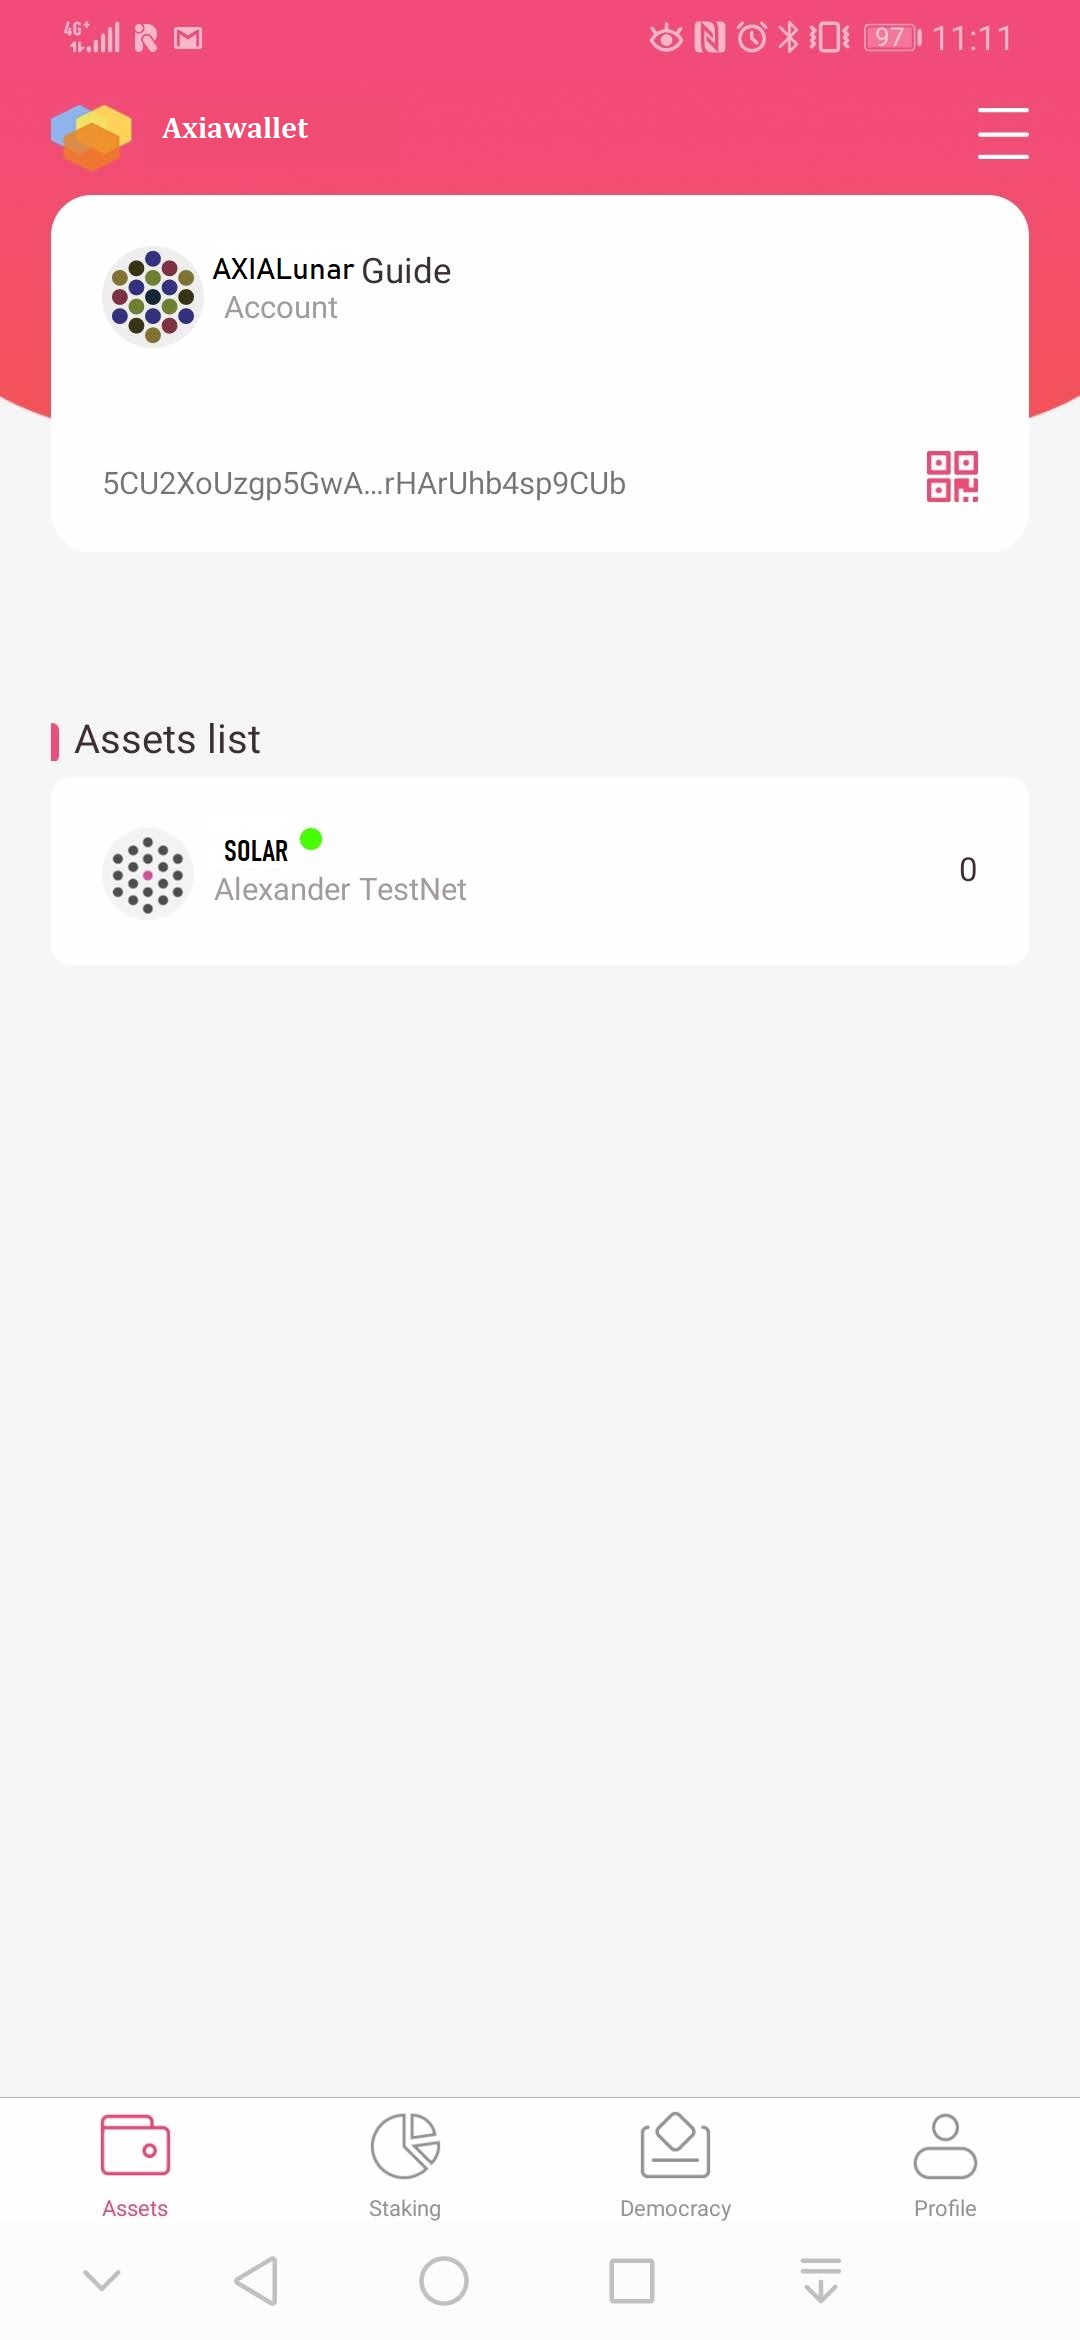 4G+ 97 11:11
Axiawallet
AXIALunar Guide
Account
5CU2XoUzgp5GwA...rHArUhb4sp9CUb
Assets list
SOLAR
Alexander TestNet
0
Assets Staking Democracy Profile